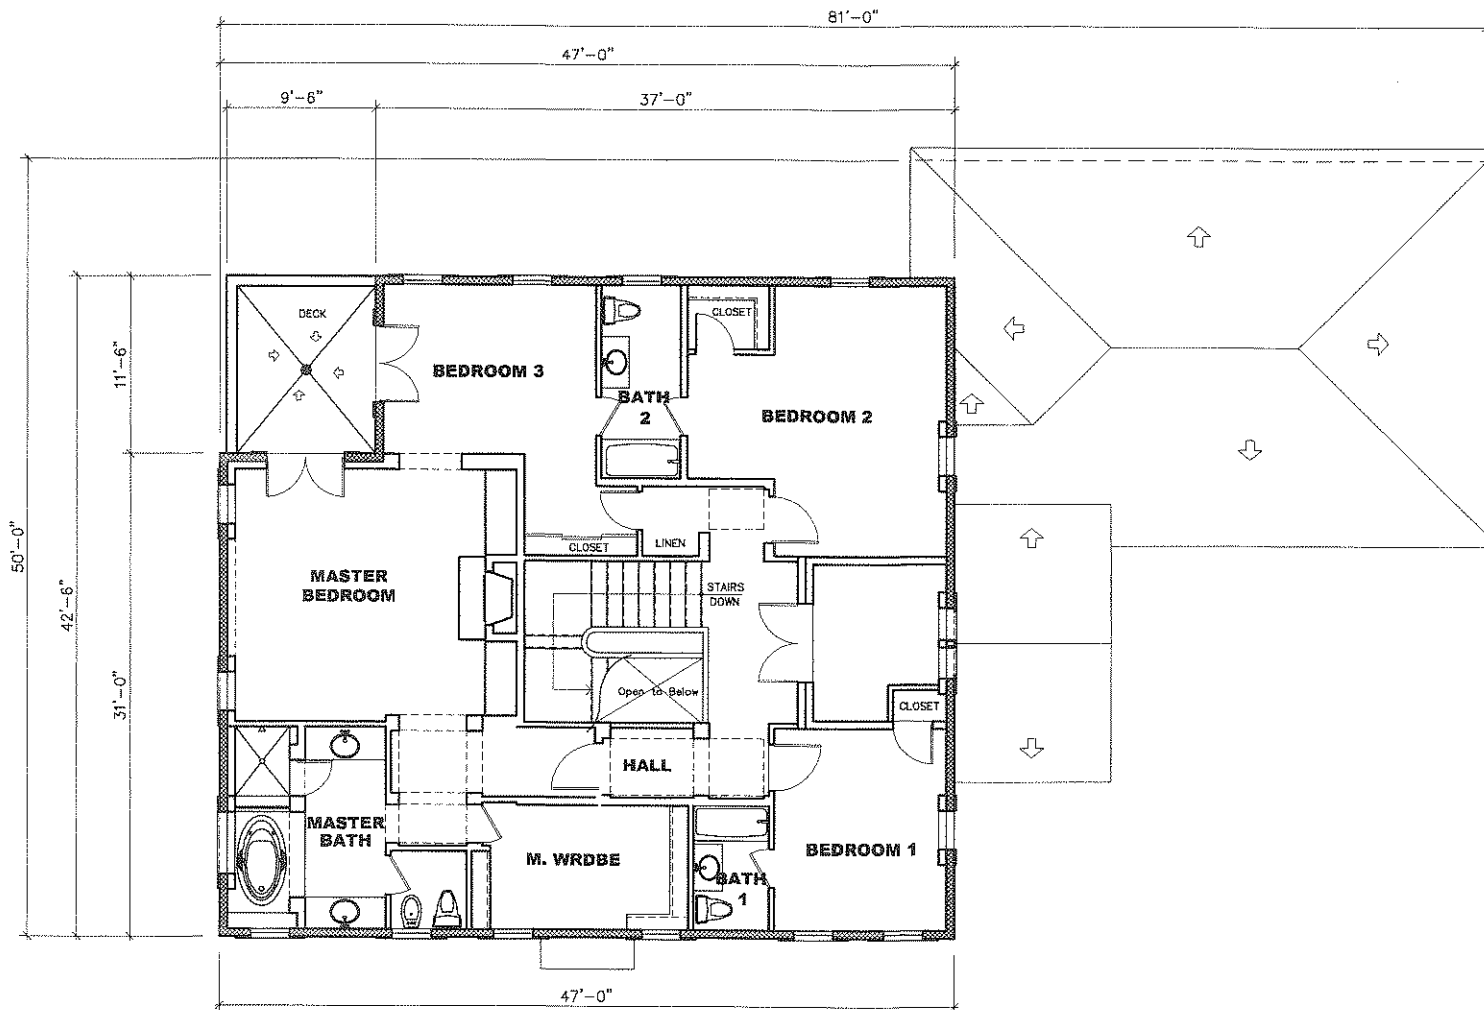 81'-0"
47'-0"
9'-6"
37'-0"
DECK
CLOSET
11'-6"
BEDROOM 3
BATH
2
BEDROOM 2
50'-0"
42'-6"
31'-0"
CLOSET
LINEN
MASTER
BEDROOM
STAIRS
DOWN
Open to Below
CLOSET
HALL
MASTER
BATH
M. WRDBE
BATH
1
BEDROOM 1
47'-0"